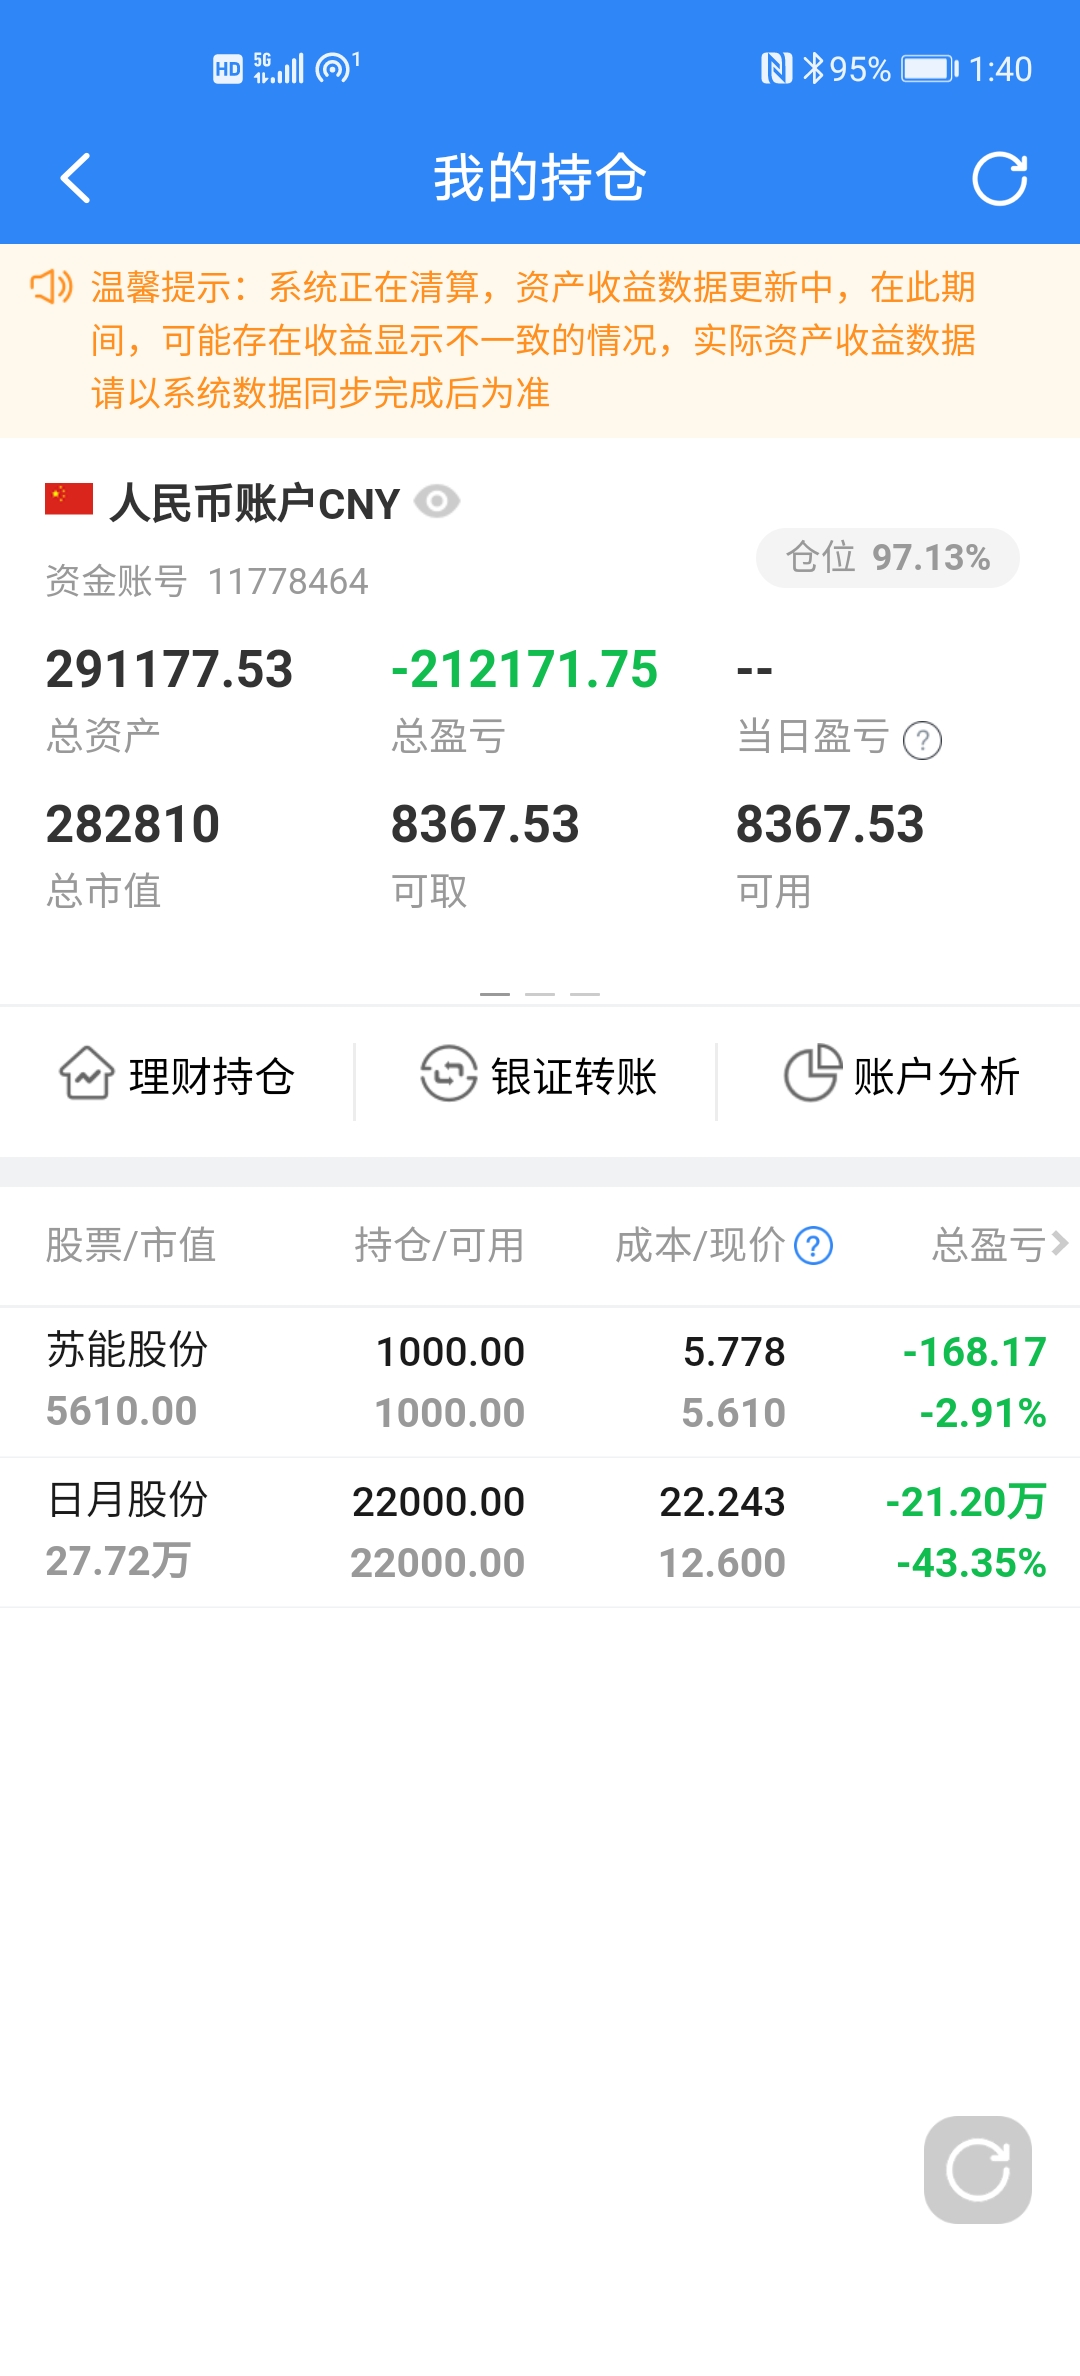 HD 5G 1 95% 1:40
我的持仓
温馨提示：系统正在清算，资产收益数据更新中，在此期
间，可能存在收益显示不一致的情况，实际资产收益数据
请以系统数据同步完成后为准
人民币账户CNY
仓位 97.13%
资金账号 11778464
291177.53 -212171.75 --
总资产 总盈亏 当日盈亏 ?
282810 8367.53 8367.53
总市值 可取 可用
理财持仓 银证转账 账户分析
股票/市值 持仓/可用 成本/现价 ? 总盈亏
苏能股份 1000.00 5.778 -168.17
5610.00 1000.00 5.610 -2.91%
日月股份 22000.00 22.243 -21.20万
27.72万 22000.00 12.600 -43.35%